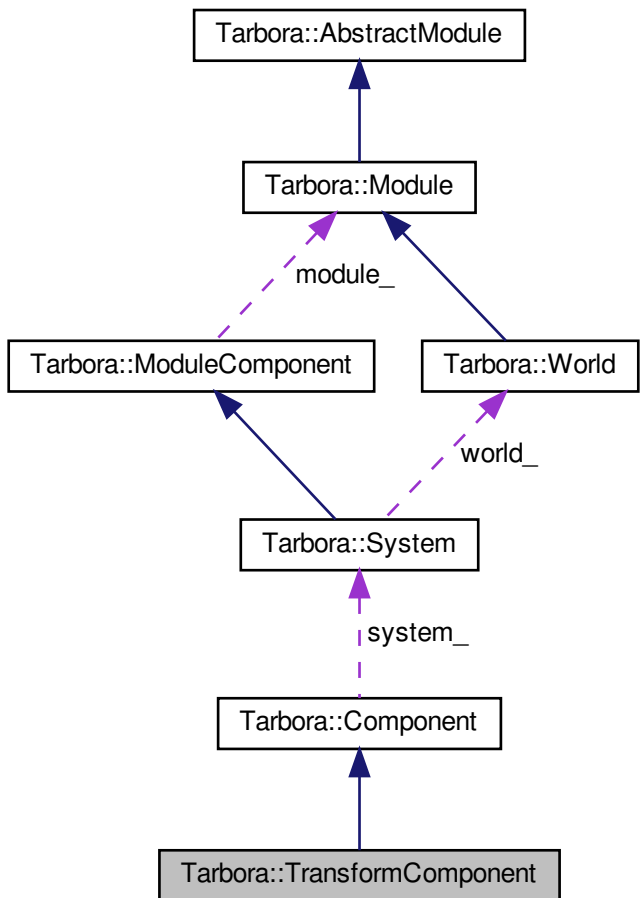 Tarbora::AbstractModule
Tarbora::Module
module_
Tarbora::ModuleComponent
Tarbora::World
world_
Tarbora::System
system_
Tarbora::Component
Tarbora::TransformComponent